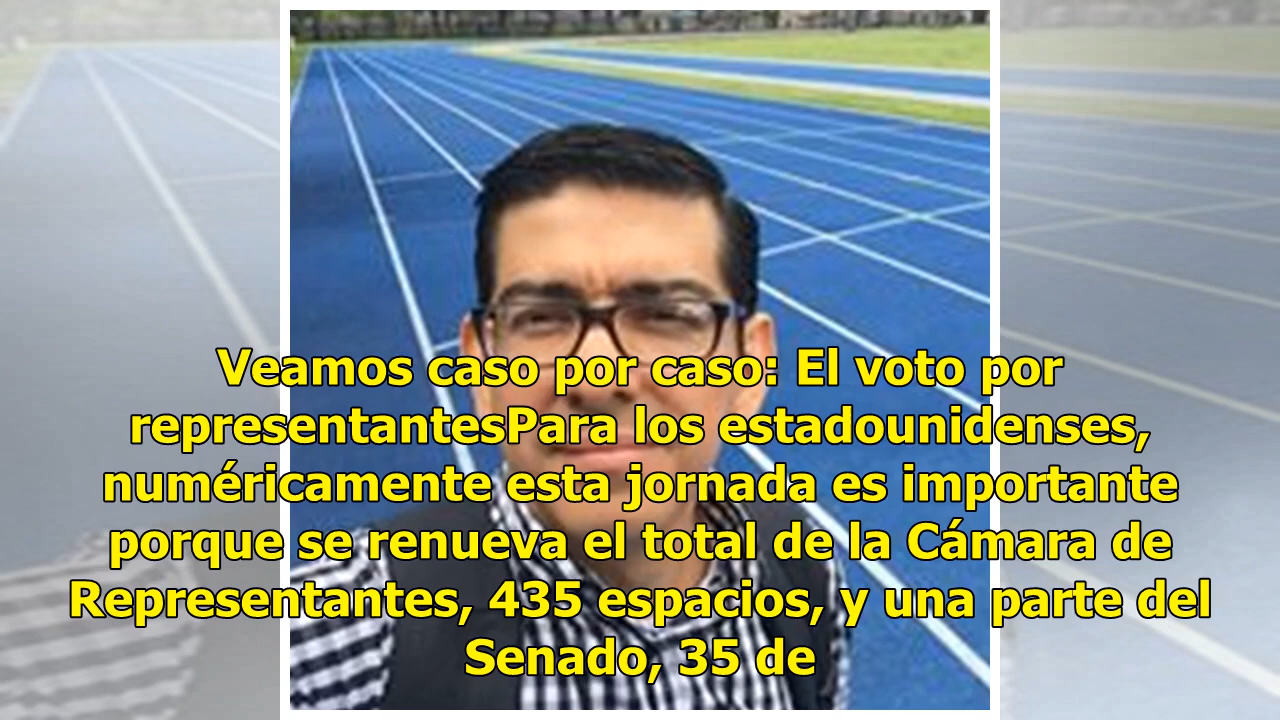 Veamos caso por caso: El voto por
representantesPara los estadounidenses,
numéricamente esta jornada es importante
porque se renueva el total de la Cámara de
Representantes, 435 espacios, y una parte del
Senado, 35 de